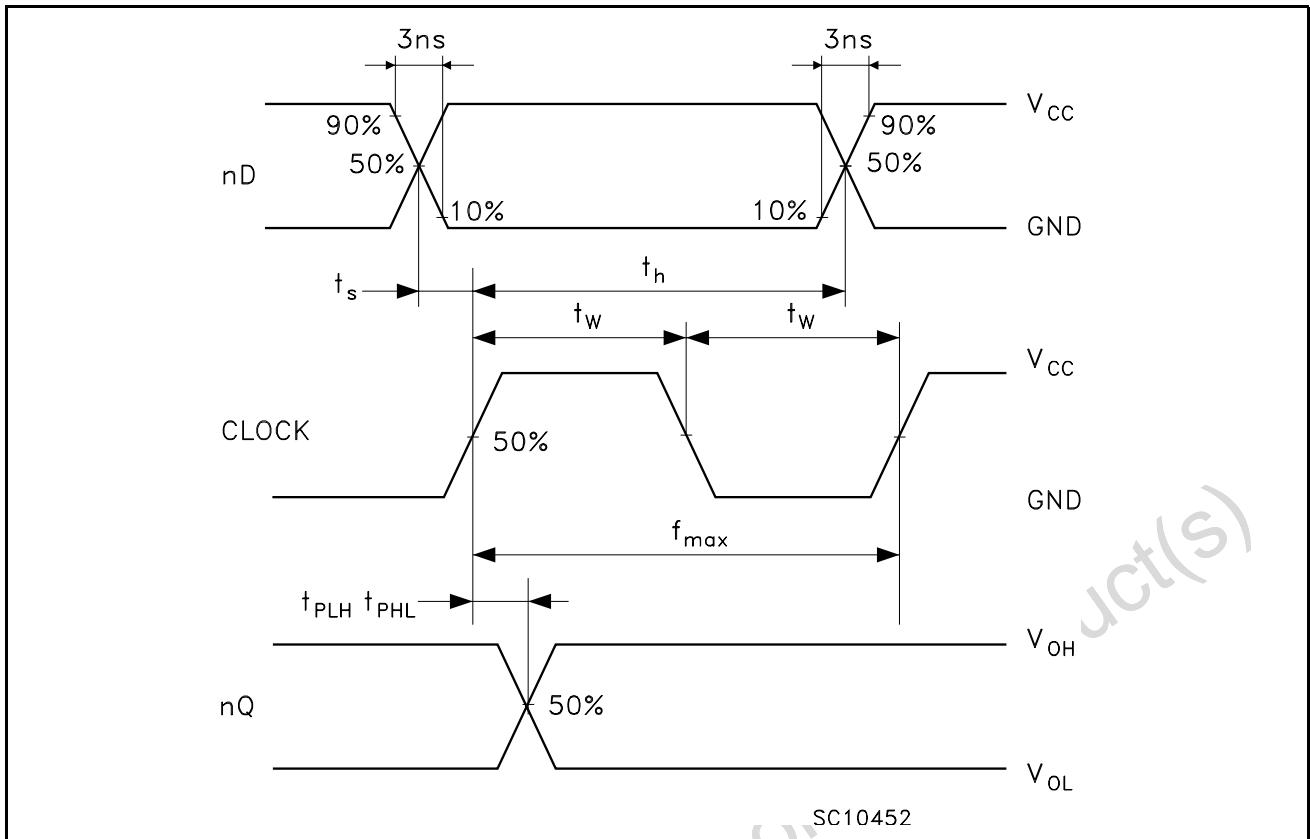 3ns 3ns
V_CC
90% 90%
50% 50%
nD
10% 10%
GND
t_h
t_s
t_W t_W
V_CC
CLOCK
50%
GND
f_max
t_PLH t_PHL
V_OH
nQ
50%
V_OL
SC10452
uct(s)